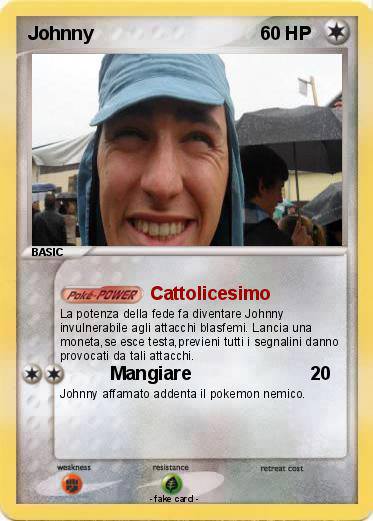 Johnny 60 HP
BASIC
Poké-POWER Cattolicesimo
La potenza della fede fa diventare Johnny
invulnerabile agli attacchi blasfemi. Lancia una
moneta,se esce testa,previeni tutti i segnalini danno
provocati da tali attacchi.
Mangiare 20
Johnny affamato addenta il pokemon nemico.
weakness resistance retreat cost
- fake card -